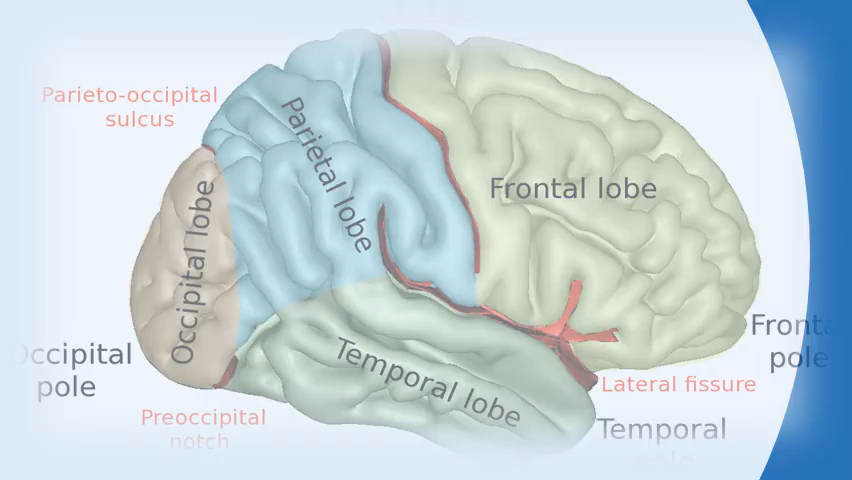 Parieto-occipital
sulcus
Parietal lobe
Frontal lobe
Occipital lobe
Occipital
pole
Temporal lobe
Fronta
pole
Lateral fissure
Preoccipital
notch
Temporal